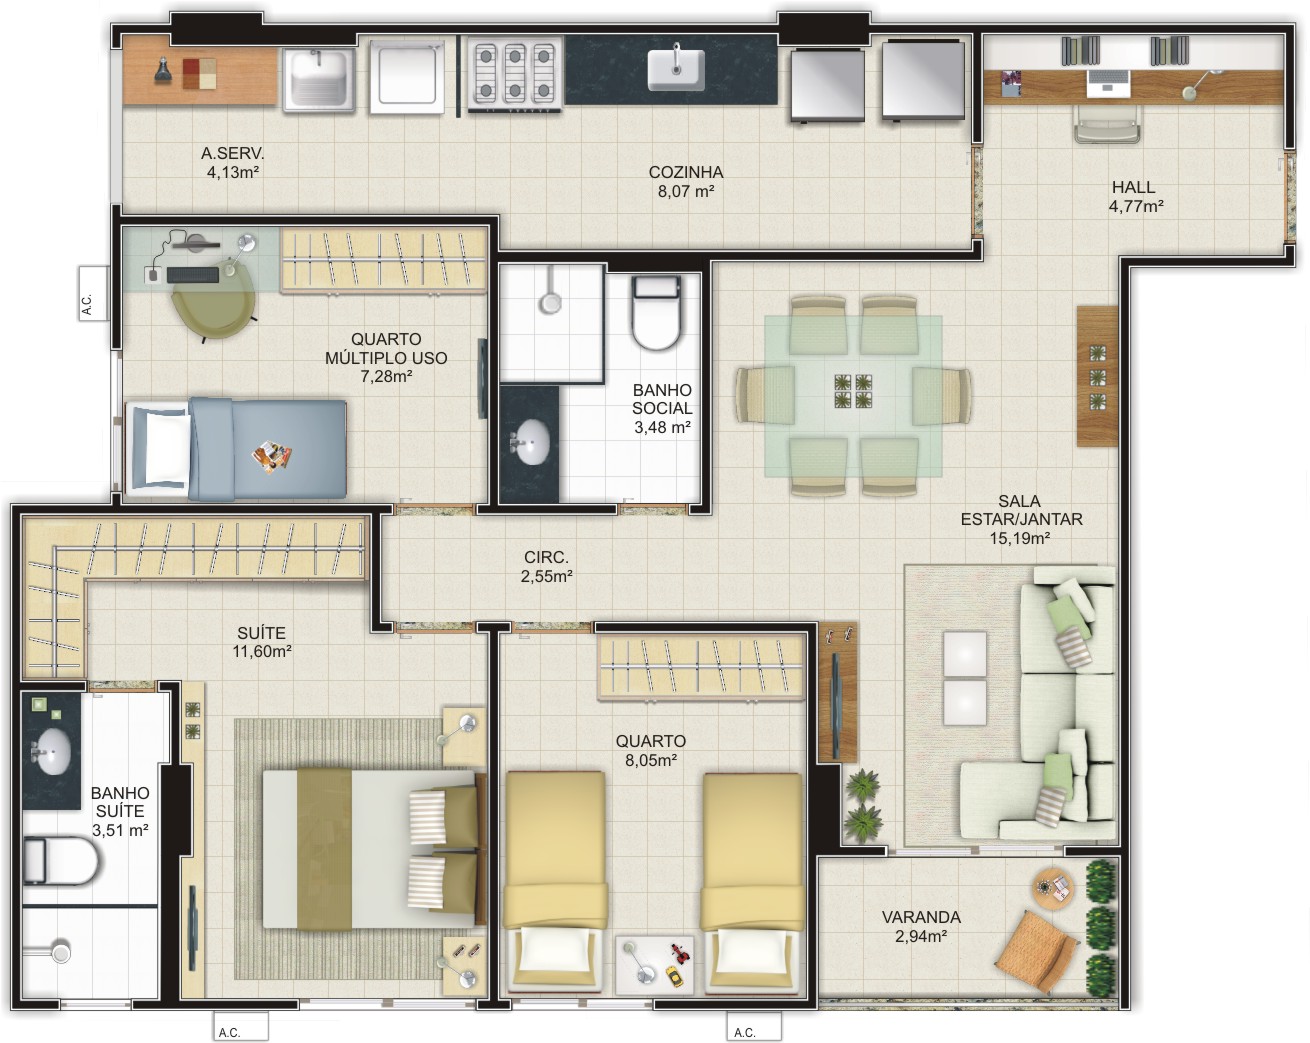 A.SERV.
4,13m²
COZINHA
8,07 m²
HALL
4,77m²
A.C.
QUARTO
MÚLTIPLO USO
7,28m²
BANHO
SOCIAL
3,48 m²
SALA
ESTAR/JANTAR
15,19m²
CIRC.
2,55m²
SUÍTE
11,60m²
QUARTO
8,05m²
BANHO
SUÍTE
3,51 m²
VARANDA
2,94m²
A.C.
A.C.